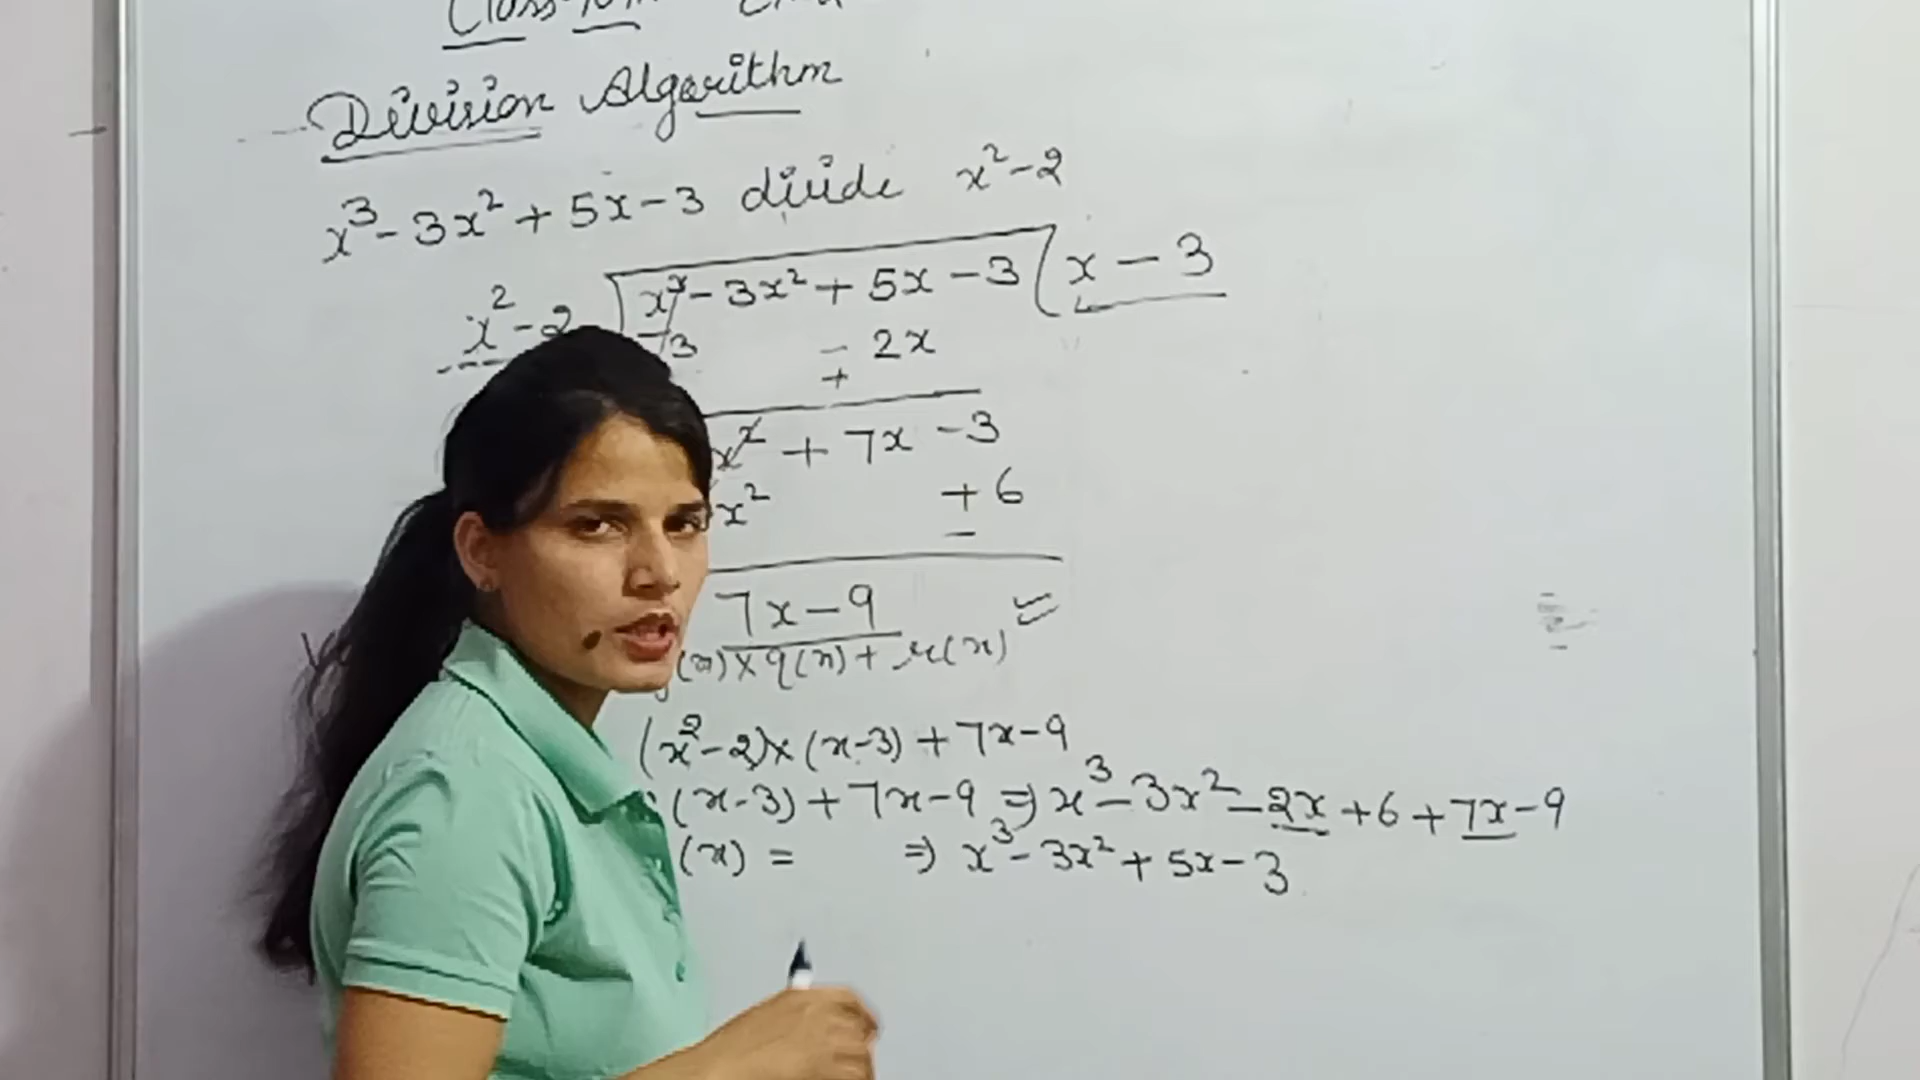 Division Algorithm
x³ - 3x² + 5x - 3 divide x² - 2
x² - 2 x³ - 3x² + 5x - 3 ( x - 3
3 - 2x
+
x² + 7x - 3
x² + 6
-
7x - 9
(x) × q(x) + r(x)
(x² - 2) × (x - 3) + 7x - 9
(x - 3) + 7x - 9 ⇒ x³ - 3x² - 2x + 6 + 7x - 9
(x) = ⇒ x³ - 3x² + 5x - 3